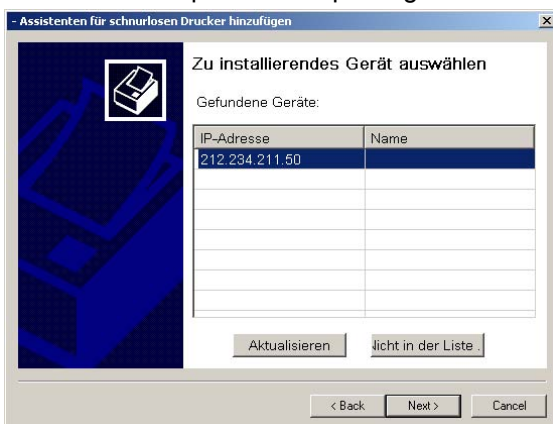 - Assistenten für schnurlosen Drucker hinzufügen
Zu installierendes Gerät auswählen
Gefundene Geräte:
IP-Adresse Name
212.234.211.50
Aktualisieren Nicht in der Liste .
< Back Next > Cancel